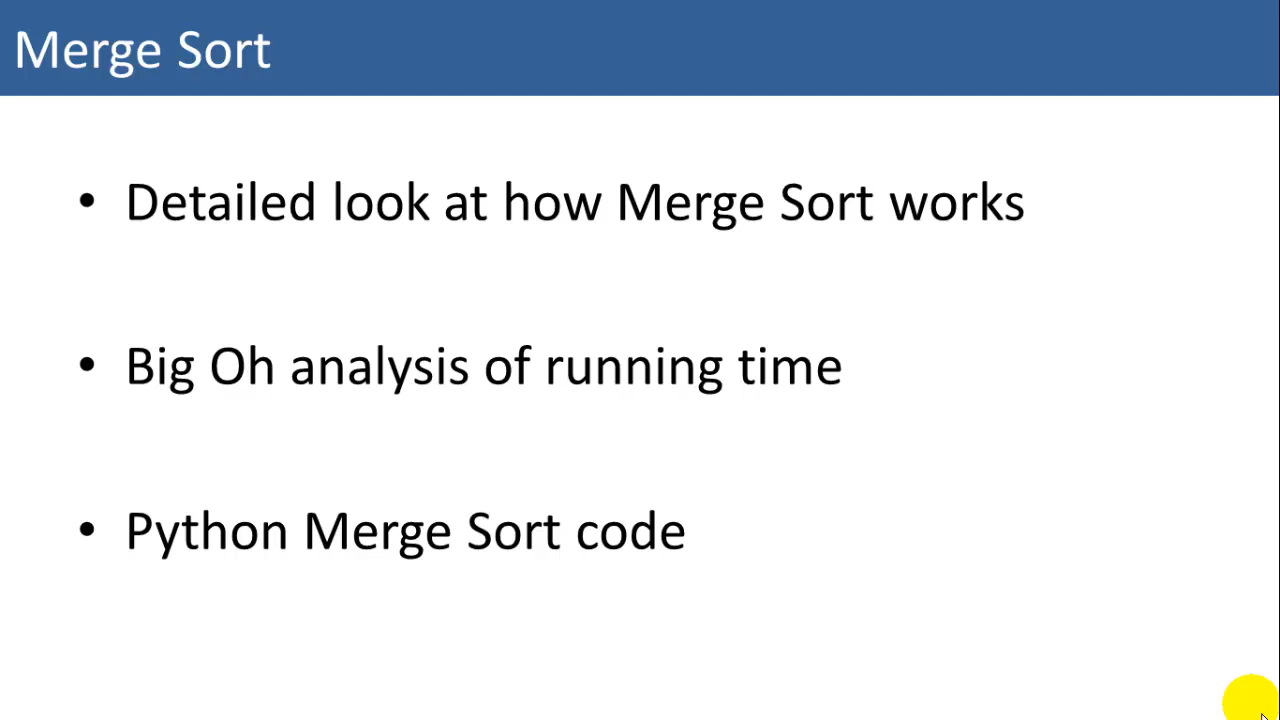 Merge Sort
• Detailed look at how Merge Sort works
• Big Oh analysis of running time
• Python Merge Sort code